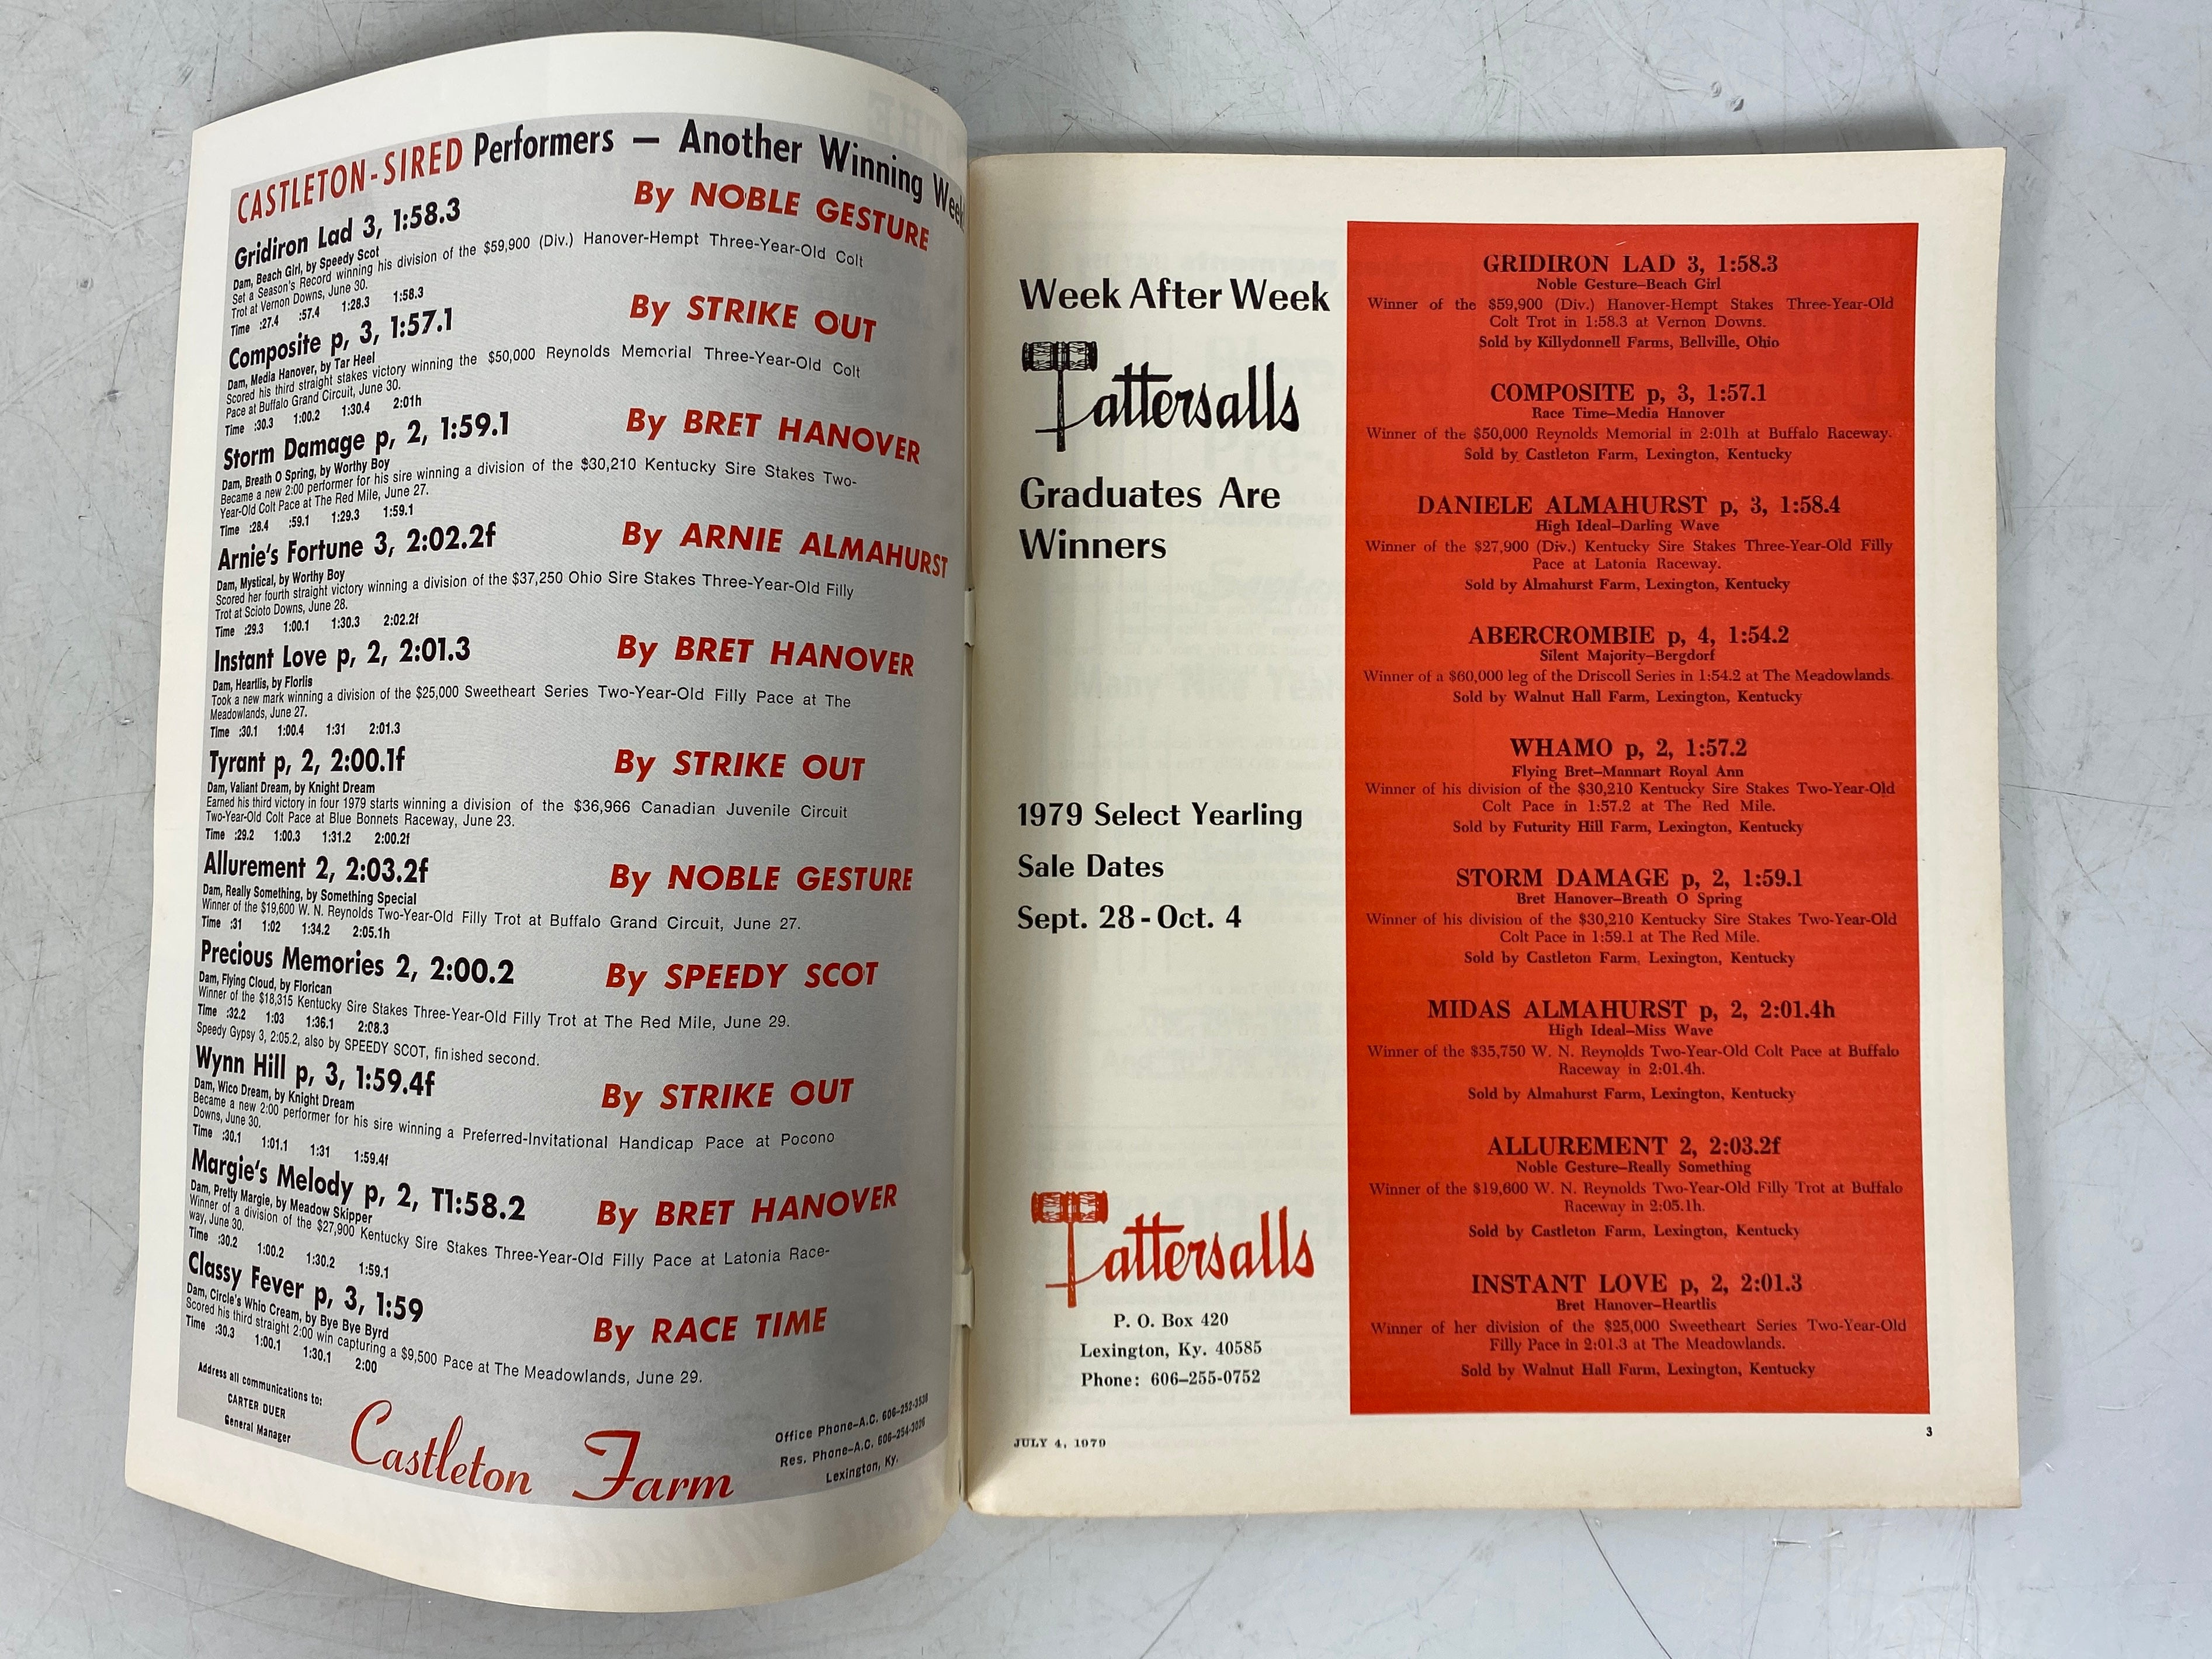 CASTLETON-SIRED Performers — Another Winning Week
Gridiron Lad 3, 1:58.3 By NOBLE GESTURE
Dam, Beach Girl, by Speedy Scot
Set a Season's Record winning his division of the $59,900 (Div.) Hanover-Hempt Three-Year-Old Colt
Trot at Vernon Downs, June 30.
Time :27.4 :57.4 1:28.3 1:58.3
Composite p, 3, 1:57.1 By STRIKE OUT
Dam, Media Hanover, by Tar Heel
Scored his third straight stakes victory winning the $50,000 Reynolds Memorial Three-Year-Old Colt
Pace at Buffalo Grand Circuit, June 30.
Time :30.3 1:00.2 1:30.4 2:01h
Storm Damage p, 2, 1:59.1 By BRET HANOVER
Dam, Breath O Spring, by Worthy Boy
Became a new 2:00 performer for his sire winning a division of the $30,210 Kentucky Sire Stakes Two-
Year-Old Colt Pace at The Red Mile, June 27.
Time :28.4 :59.1 1:29.3 1:59.1
Arnie's Fortune 3, 2:02.2f By ARNIE ALMAHURST
Dam, Mystical, by Worthy Boy
Scored her fourth straight victory winning a division of the $37,250 Ohio Sire Stakes Three-Year-Old Filly
Trot at Scioto Downs, June 28.
Time :29.3 1:00.1 1:30.3 2:02.2f
Instant Love p, 2, 2:01.3 By BRET HANOVER
Dam, Heartlis, by Florlis
Took a new mark winning a division of the $25,000 Sweetheart Series Two-Year-Old Filly Pace at The
Meadowlands, June 27.
Time :30.1 1:00.4 1:31 2:01.3
Tyrant p, 2, 2:00.1f By STRIKE OUT
Dam, Valiant Dream, by Knight Dream
Earned his third victory in four 1979 starts winning a division of the $36,966 Canadian Juvenile Circuit
Two-Year-Old Colt Pace at Blue Bonnets Raceway, June 23.
Time :29.2 1:00.3 1:31.2 2:00.2f
Allurement 2, 2:03.2f By NOBLE GESTURE
Dam, Really Something, by Something Special
Winner of the $19,600 W. N. Reynolds Two-Year-Old Filly Trot at Buffalo Grand Circuit, June 27.
Time :31 1:02 1:34.2 2:05.1h
Precious Memories 2, 2:00.2 By SPEEDY SCOT
Dam, Flying Cloud, by Florican
Winner of the $18,315 Kentucky Sire Stakes Three-Year-Old Filly Trot at The Red Mile, June 29.
Time :32.2 1:03 1:36.1 2:08.3
Speedy Gypsy 3, 2:05.2, also by SPEEDY SCOT, finished second.
Wynn Hill p, 3, 1:59.4f By STRIKE OUT
Dam, Wico Dream, by Knight Dream
Became a new 2:00 performer for his sire winning a Preferred-Invitational Handicap Pace at Pocono
Downs, June 30.
Time :30.1 1:01.1 1:31 1:59.4f
Margie's Melody p, 2, T1:58.2 By BRET HANOVER
Dam, Pretty Margie, by Meadow Skipper
Winner of a division of the $27,900 Kentucky Sire Stakes Three-Year-Old Filly Pace at Latonia Race-
way, June 30.
Time :30.2 1:00.2 1:30.2 1:59.1
Classy Fever p, 3, 1:59 By RACE TIME
Dam, Circle's Whio Cream, by Bye Bye Byrd
Scored his third straight 2:00 win capturing a $9,500 Pace at The Meadowlands, June 29.
Time :30.3 1:00.1 1:30.1 2:00
Address all communications to:
CARTER DUER
General Manager
Castleton Farm
Office Phone–A.C. 606–252–3538
Res. Phone–A.C. 606–254–3026
Lexington, Ky.
Week After Week
Tattersalls
Graduates Are
Winners
1979 Select Yearling
Sale Dates
Sept. 28 - Oct. 4
Tattersalls
P. O. Box 420
Lexington, Ky. 40585
Phone: 606–255-0752
JULY 4, 1979
GRIDIRON LAD 3, 1:58.3
Noble Gesture–Beach Girl
Winner of the $59,900 (Div.) Hanover-Hempt Stakes Three-Year-Old
Colt Trot in 1:58.3 at Vernon Downs.
Sold by Killydonnell Farms, Bellville, Ohio
COMPOSITE p, 3, 1:57.1
Race Time–Media Hanover
Winner of the $50,000 Reynolds Memorial in 2:01h at Buffalo Raceway.
Sold by Castleton Farm, Lexington, Kentucky
DANIELE ALMAHURST p, 3, 1:58.4
High Ideal–Darling Wave
Winner of the $27,900 (Div.) Kentucky Sire Stakes Three-Year-Old Filly
Pace at Latonia Raceway.
Sold by Almahurst Farm, Lexington, Kentucky
ABERCROMBIE p, 4, 1:54.2
Silent Majority–Bergdorf
Winner of a $60,000 leg of the Driscoll Series in 1:54.2 at The Meadowlands.
Sold by Walnut Hall Farm, Lexington, Kentucky
WHAMO p, 2, 1:57.2
Flying Bret–Mannart Royal Ann
Winner of his division of the $30,210 Kentucky Sire Stakes Two-Year-Old
Colt Pace in 1:57.2 at The Red Mile.
Sold by Futurity Hill Farm, Lexington, Kentucky
STORM DAMAGE p, 2, 1:59.1
Bret Hanover–Breath O Spring
Winner of his division of the $30,210 Kentucky Sire Stakes Two-Year-Old
Colt Pace in 1:59.1 at The Red Mile.
Sold by Castleton Farm, Lexington, Kentucky
MIDAS ALMAHURST p, 2, 2:01.4h
High Ideal–Miss Wave
Winner of the $35,750 W. N. Reynolds Two-Year-Old Colt Pace at Buffalo
Raceway in 2:01.4h.
Sold by Almahurst Farm, Lexington, Kentucky
ALLUREMENT 2, 2:03.2f
Noble Gesture–Really Something
Winner of the $19,600 W. N. Reynolds Two-Year-Old Filly Trot at Buffalo
Raceway in 2:05.1h.
Sold by Castleton Farm, Lexington, Kentucky
INSTANT LOVE p, 2, 2:01.3
Bret Hanover–Heartlis
Winner of her division of the $25,000 Sweetheart Series Two-Year-Old
Filly Pace in 2:01.3 at The Meadowlands.
Sold by Walnut Hall Farm, Lexington, Kentucky
3